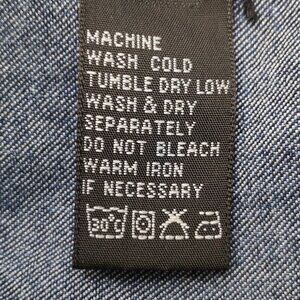 MACHINE
WASH COLD
TUMBLE DRY LOW
WASH & DRY
SEPARATELY
DO NOT BLEACH
WARM IRON
IF NECESSARY
30°C